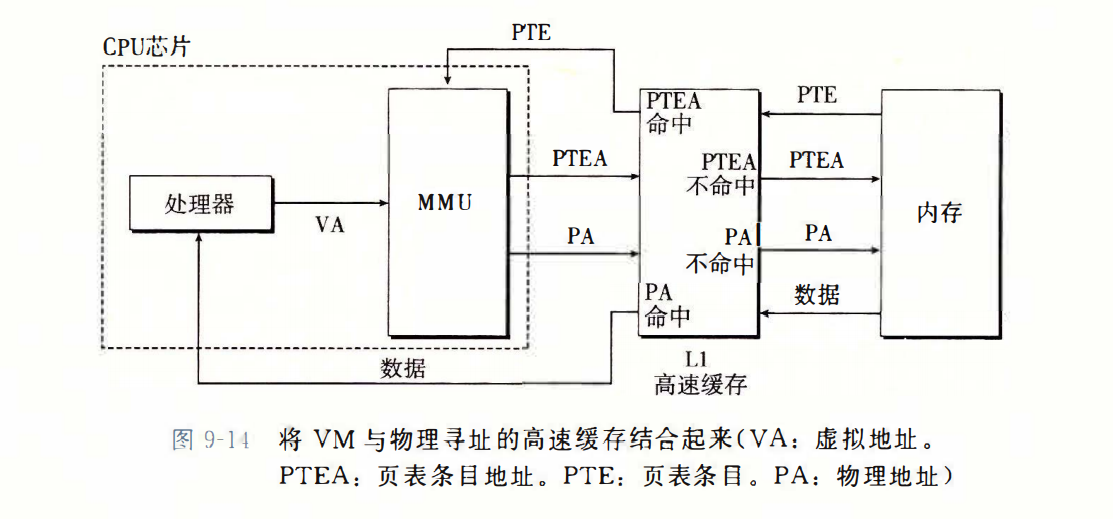 CPU芯片
PTE
PTEA
命中
PTE
PTEA
PTEA
不命中
PTEA
处理器
VA
MMU
内存
PA
PA
不命中
PA
PA
命中
数据
数据
L1
高速缓存
图 9-14 将 VM 与物理寻址的高速缓存结合起来(VA：虚拟地址。
PTEA：页表条目地址。PTE：页表条目。PA：物理地址)